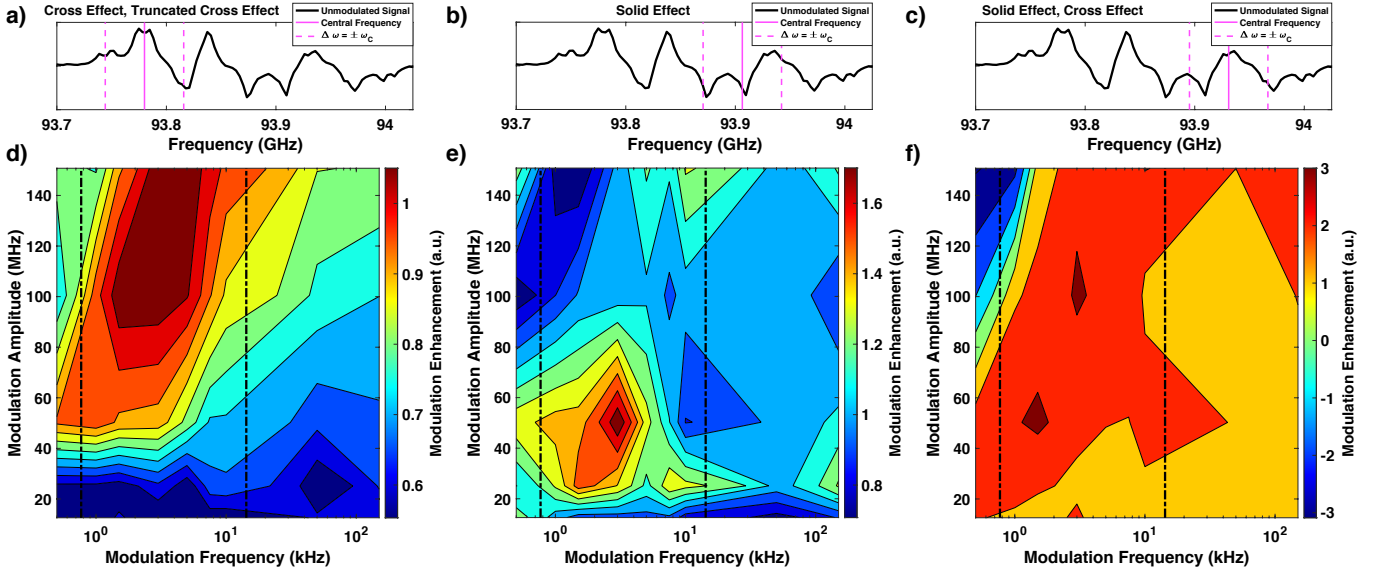 a) Cross Effect, Truncated Cross Effect
Unmodulated Signal
Central Frequency
Δ ω = ± ω_C
93.7 93.8 93.9 94
Frequency (GHz)
b) Solid Effect
Unmodulated Signal
Central Frequency
Δ ω = ± ω_C
93.7 93.8 93.9 94
Frequency (GHz)
c) Solid Effect, Cross Effect
Unmodulated Signal
Central Frequency
Δ ω = ± ω_C
93.7 93.8 93.9 94
Frequency (GHz)
d)
Modulation Amplitude (MHz)
140
120
100
80
60
40
20
10^0 10^1 10^2
Modulation Frequency (kHz)
1
0.9
0.8
0.7
0.6
Modulation Enhancement (a.u.)
e)
Modulation Amplitude (MHz)
140
120
100
80
60
40
20
10^0 10^1 10^2
Modulation Frequency (kHz)
1.6
1.4
1.2
1
0.8
Modulation Enhancement (a.u.)
f)
Modulation Amplitude (MHz)
140
120
100
80
60
40
20
10^0 10^1 10^2
Modulation Frequency (kHz)
3
2
1
0
-1
-2
-3
Modulation Enhancement (a.u.)